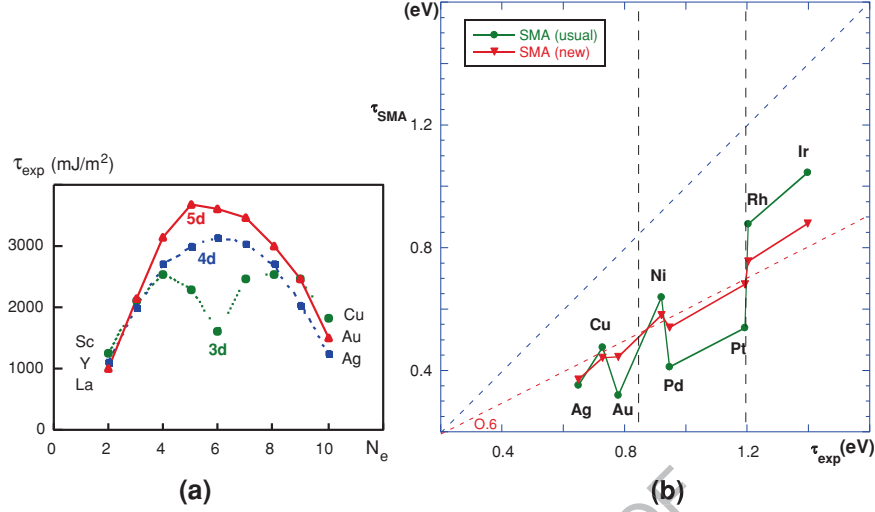 τexp (mJ/m²)
3000
2000
1000
0
0
2
4
6
8
10
Ne
5d
4d
3d
Sc
Y
La
Cu
Au
Ag
(a)
(eV)
SMA (usual)
SMA (new)
τSMA
1.2
0.8
0.4
Ir
Rh
Ni
Cu
Pt
Pd
Ag
Au
O.6
0.4
0.8
1.2
τexp(eV)
(b)
OF